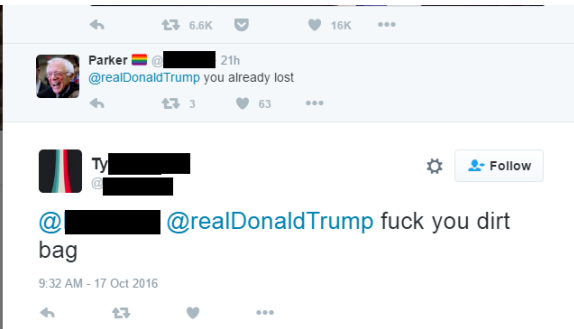 6.6K 16K
Parker @ 21h
@realDonaldTrump you already lost
3 63
Ty
@
Follow
@ @realDonaldTrump fuck you dirt
bag
9:32 AM - 17 Oct 2016